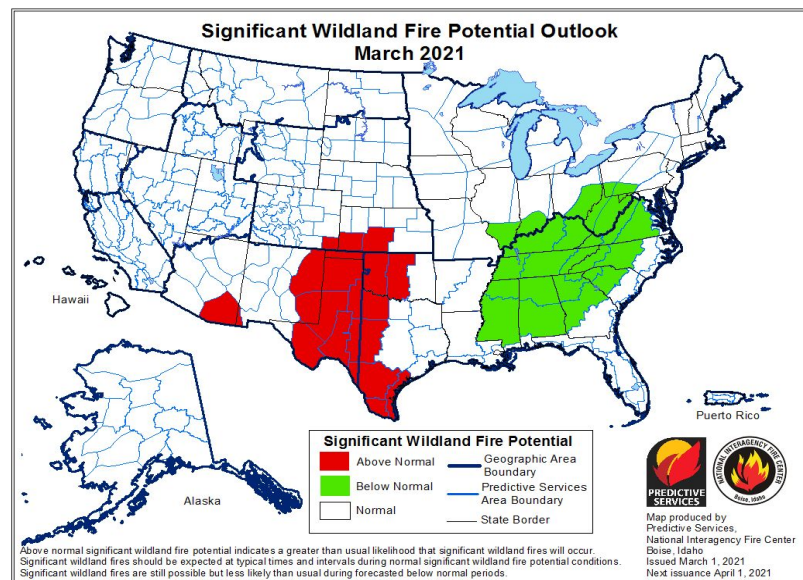 Significant Wildland Fire Potential Outlook
March 2021
Hawaii
Alaska
Puerto Rico
Significant Wildland Fire Potential
Above Normal
Below Normal
Normal
Geographic Area
Boundary
Predictive Services
Area Boundary
State Border
PREDICTIVE
SERVICES
NATIONAL INTERAGENCY FIRE CENTER
Boise, Idaho
Map produced by
Predictive Services,
National Interagency Fire Center
Boise, Idaho
Issued March 1, 2021
Next issuance April 1, 2021
Above normal significant wildland fire potential indicates a greater than usual likelihood that significant wildland fires will occur.
Significant wildland fires should be expected at typical times and intervals during normal significant wildland fire potential conditions.
Significant wildland fires are still possible but less likely than usual during forecasted below normal periods.